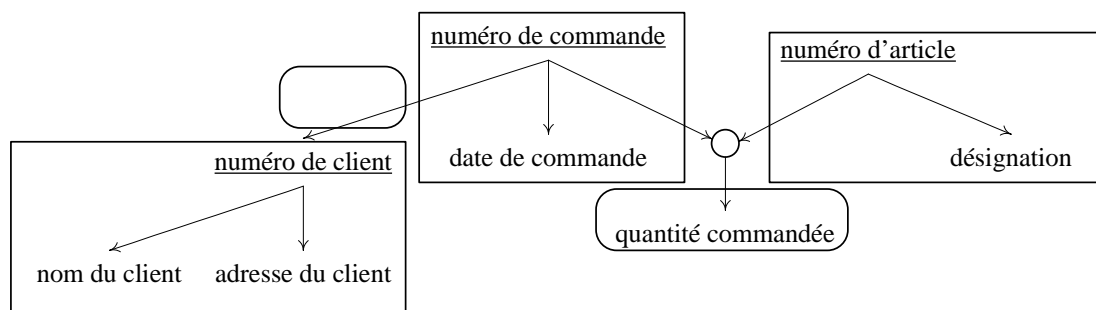 numéro de commande
numéro d’article
numéro de client
date de commande
désignation
quantité commandée
nom du client
adresse du client